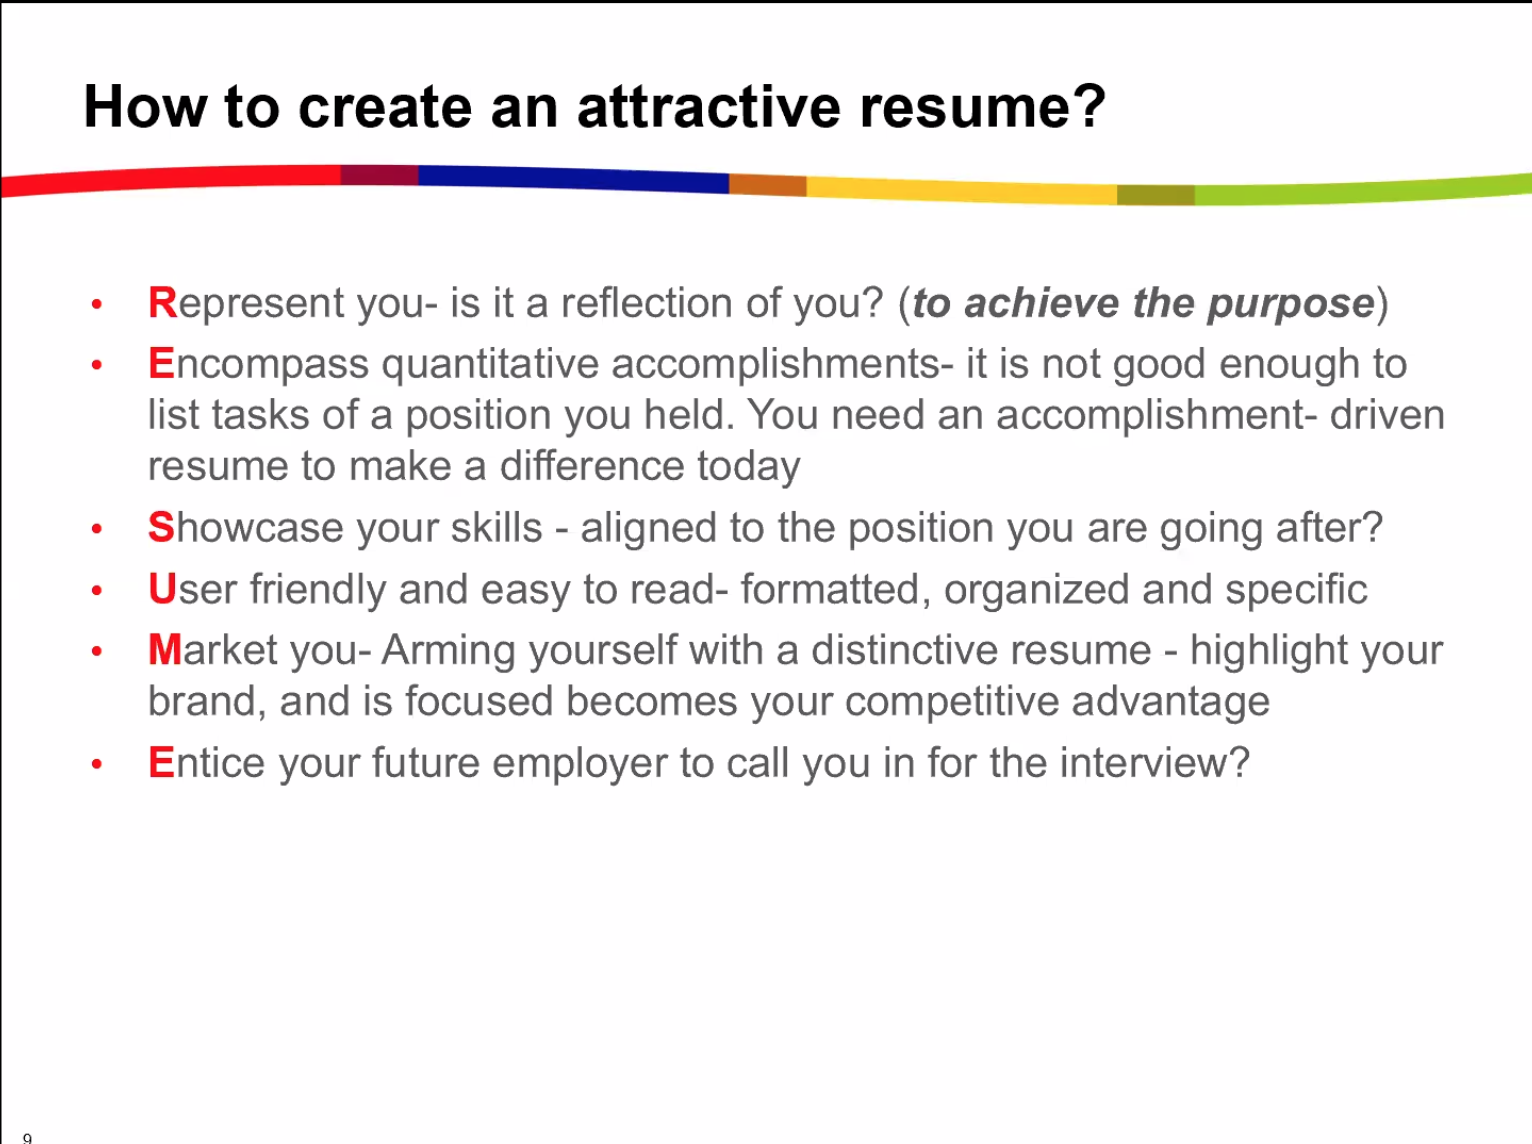 How to create an attractive resume?
• Represent you- is it a reflection of you? (to achieve the purpose)
• Encompass quantitative accomplishments- it is not good enough to
list tasks of a position you held. You need an accomplishment- driven
resume to make a difference today
• Showcase your skills - aligned to the position you are going after?
• User friendly and easy to read- formatted, organized and specific
• Market you- Arming yourself with a distinctive resume - highlight your
brand, and is focused becomes your competitive advantage
• Entice your future employer to call you in for the interview?
9